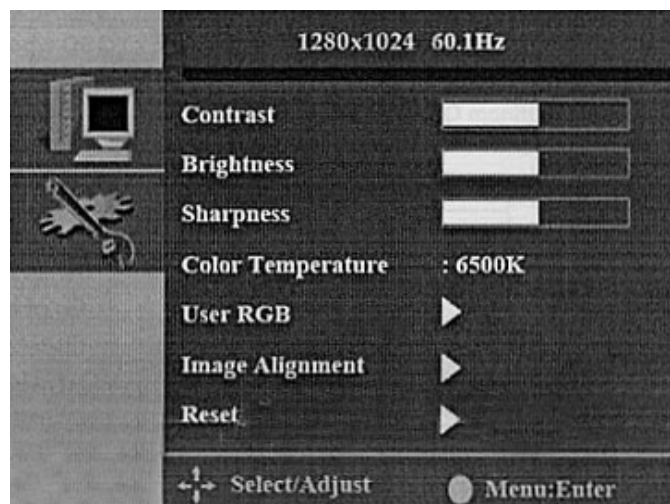 1280x1024 60.1Hz
Contrast
Brightness
Sharpness
Color Temperature : 6500K
User RGB
Image Alignment
Reset
Select/Adjust Menu:Enter